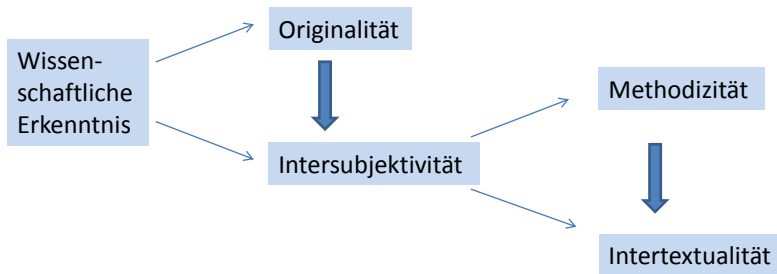 Originalität
Wissen-
schaftliche
Erkenntnis
Methodizität
Intersubjektivität
Intertextualität